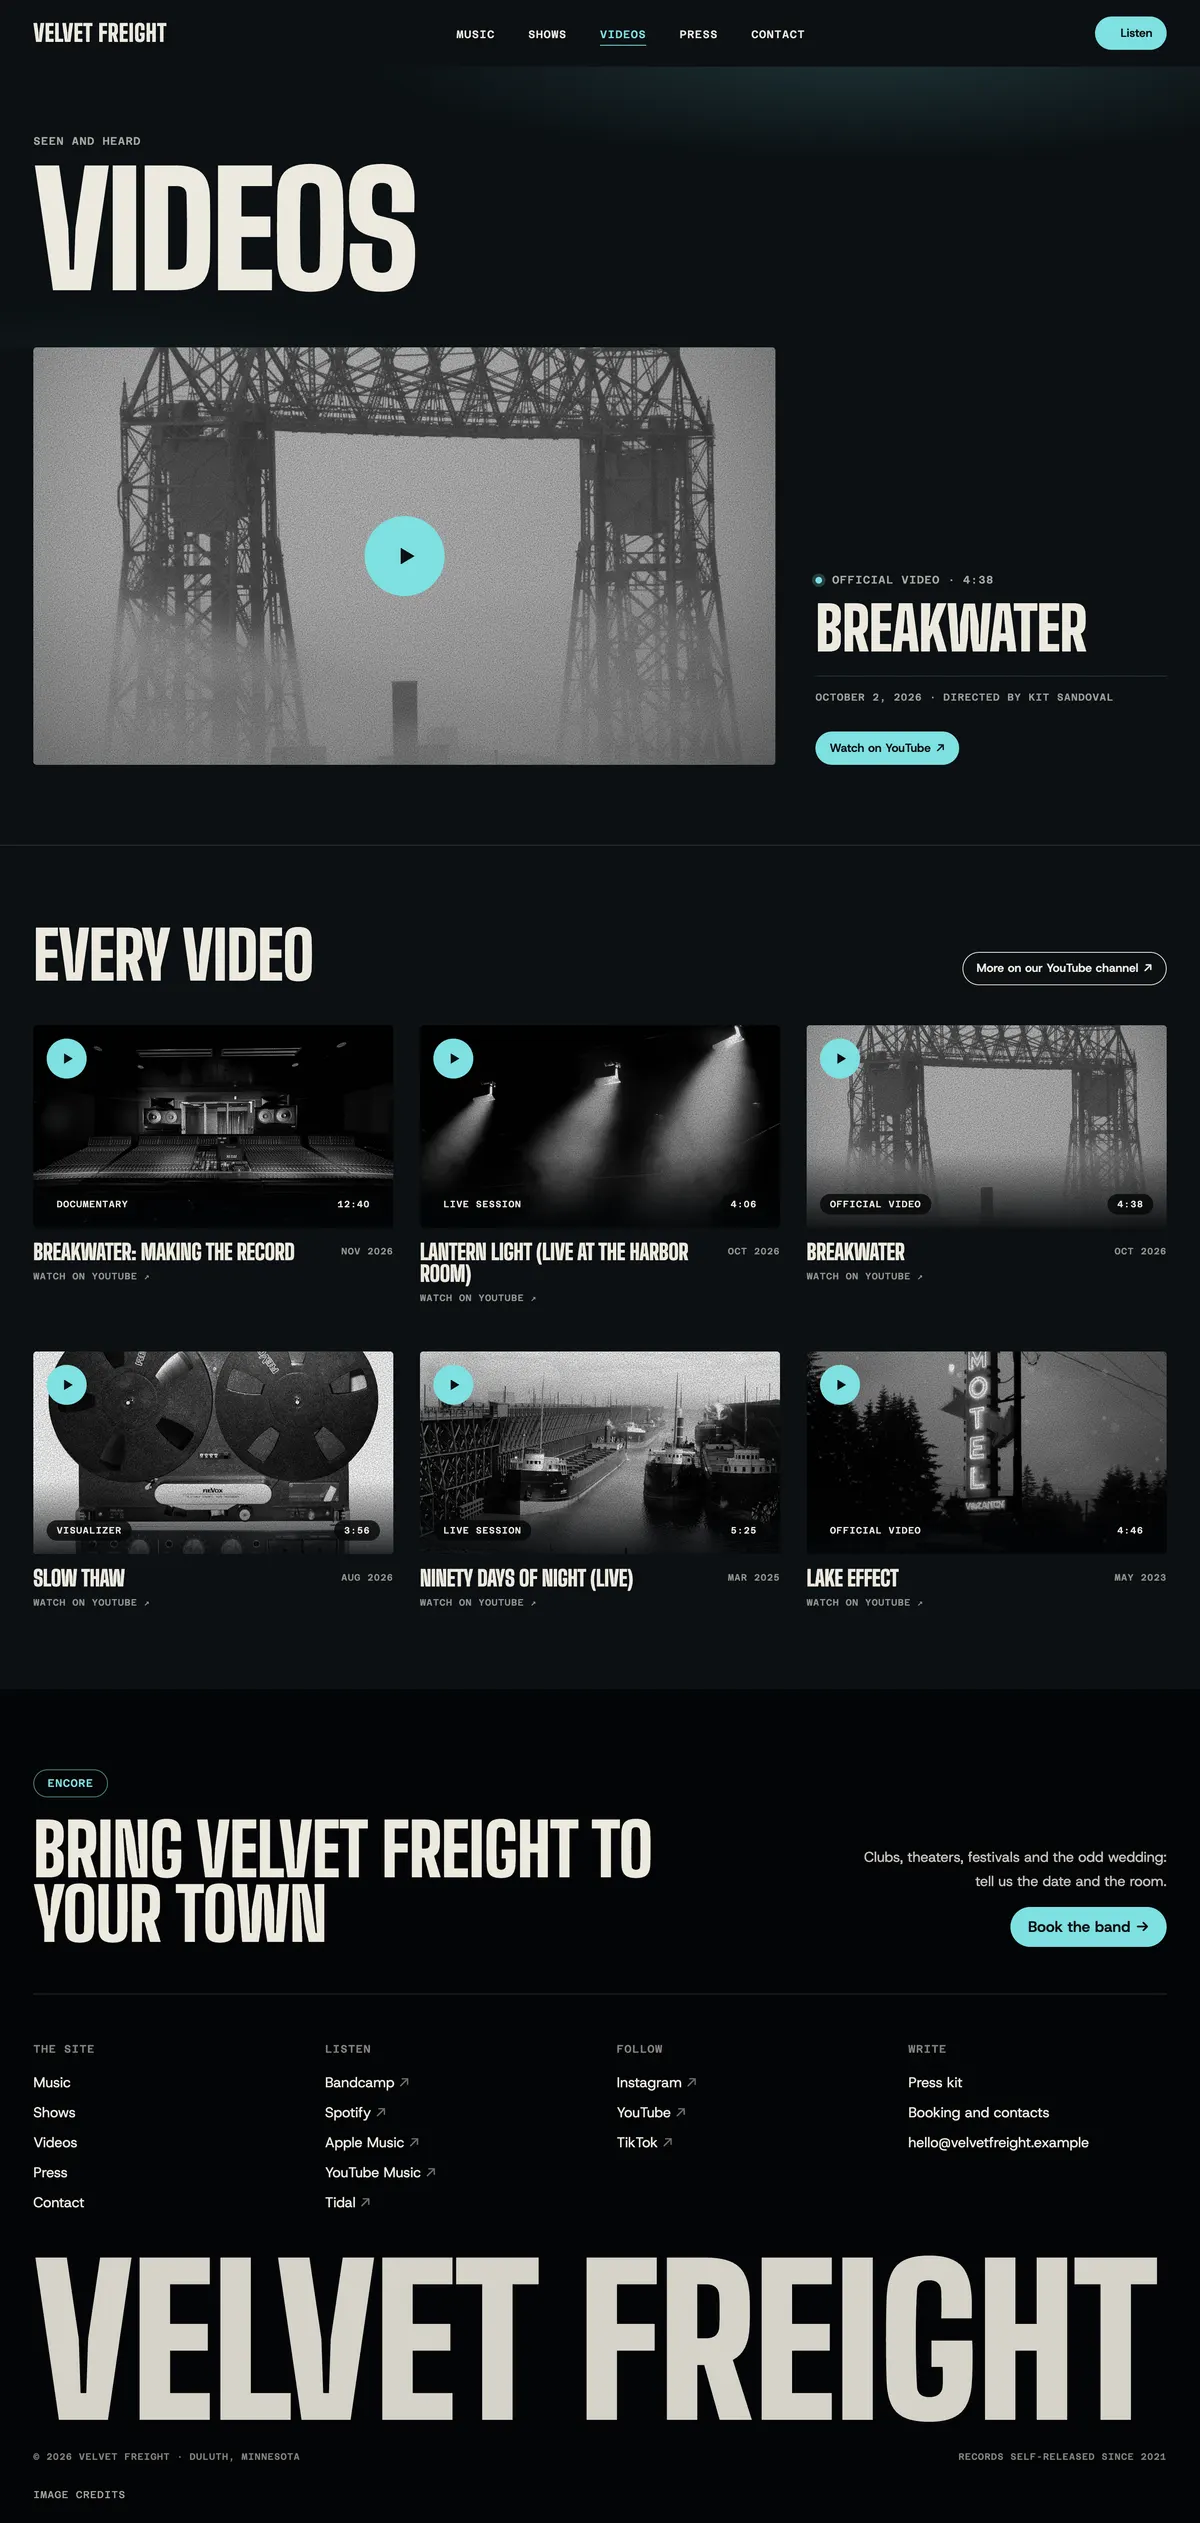 VELVET FREIGHT
MUSIC SHOWS VIDEOS PRESS CONTACT
Listen
SEEN AND HEARD
VIDEOS
OFFICIAL VIDEO · 4:38
BREAKWATER
OCTOBER 2, 2026 · DIRECTED BY KIT SANDOVAL
Watch on YouTube ↗
EVERY VIDEO
More on our YouTube channel ↗
DOCUMENTARY 12:40
BREAKWATER: MAKING THE RECORD NOV 2026
WATCH ON YOUTUBE ↗
LIVE SESSION 4:06
LANTERN LIGHT (LIVE AT THE HARBOR
ROOM)
OCT 2026
WATCH ON YOUTUBE ↗
OFFICIAL VIDEO 4:38
BREAKWATER OCT 2026
WATCH ON YOUTUBE ↗
REVOX
VISUALIZER 3:56
SLOW THAW AUG 2026
WATCH ON YOUTUBE ↗
LIVE SESSION 5:25
NINETY DAYS OF NIGHT (LIVE) MAR 2025
WATCH ON YOUTUBE ↗
MOTEL
OFFICIAL VIDEO 4:46
LAKE EFFECT MAY 2023
WATCH ON YOUTUBE ↗
ENCORE
BRING VELVET FREIGHT TO
YOUR TOWN
Clubs, theaters, festivals and the odd wedding:
tell us the date and the room.
Book the band →
THE SITE
Music
Shows
Videos
Press
Contact
LISTEN
Bandcamp ↗
Spotify ↗
Apple Music ↗
YouTube Music ↗
Tidal ↗
FOLLOW
Instagram ↗
YouTube ↗
TikTok ↗
WRITE
Press kit
Booking and contacts
hello@velvetfreight.example
VELVET FREIGHT
© 2026 VELVET FREIGHT · DULUTH, MINNESOTA
RECORDS SELF-RELEASED SINCE 2021
IMAGE CREDITS